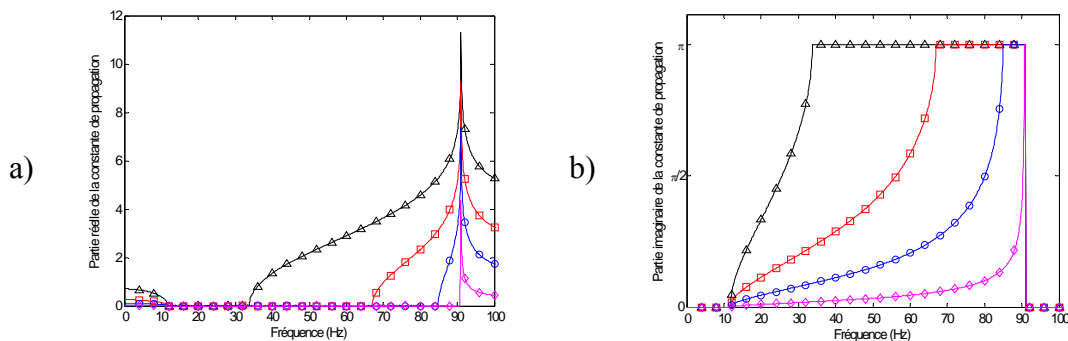 a)
Partie réelle de la constante de propagation
12
10
8
6
4
2
0
0 10 20 30 40 50 60 70 80 90 100
Fréquence (Hz)
b)
Partie imaginaire de la constante de propagation
π
π/2
0
0 10 20 30 40 50 60 70 80 90 100
Fréquence (Hz)